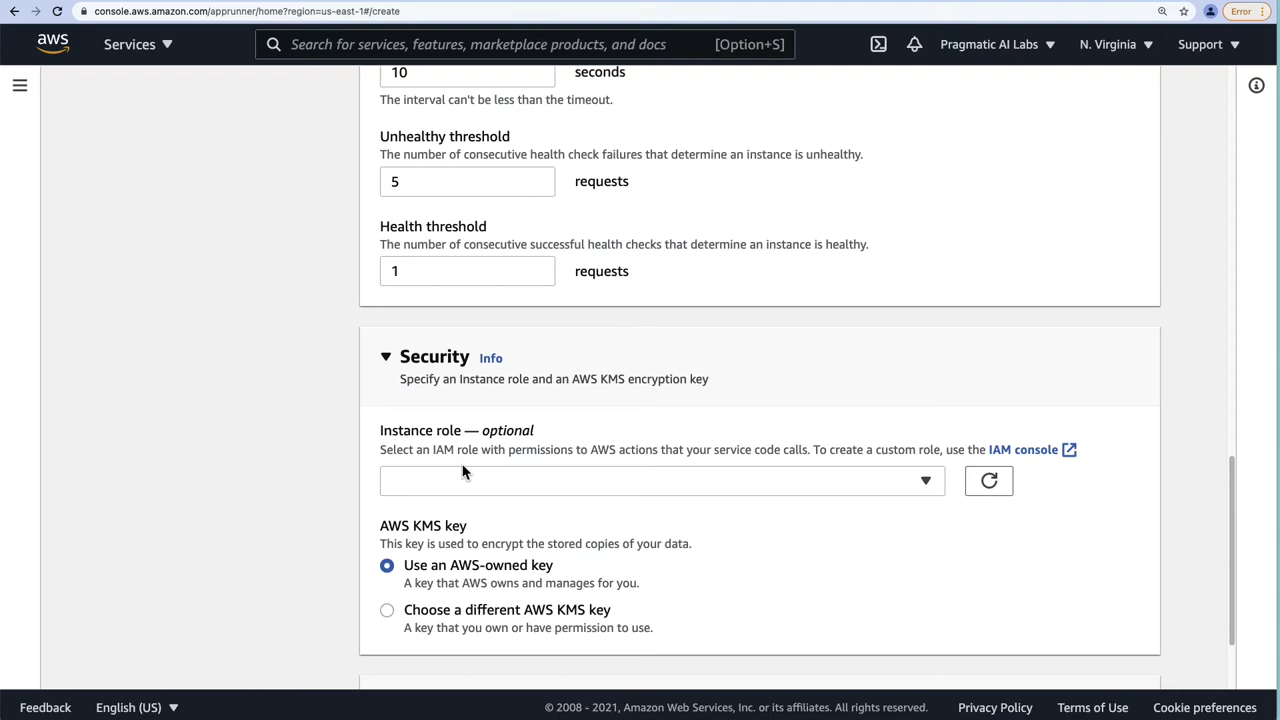 console.aws.amazon.com/apprunner/home?region=us-east-1#/create
Error
aws
Services
Search for services, features, marketplace products, and docs
[Option+S]
Pragmatic AI Labs
N. Virginia
Support
10
seconds
The interval can't be less than the timeout.
Unhealthy threshold
The number of consecutive health check failures that determine an instance is unhealthy.
5
requests
Health threshold
The number of consecutive successful health checks that determine an instance is healthy.
1
requests
Security Info
Specify an Instance role and an AWS KMS encryption key
Instance role — optional
Select an IAM role with permissions to AWS actions that your service code calls. To create a custom role, use the IAM console
AWS KMS key
This key is used to encrypt the stored copies of your data.
Use an AWS-owned key
A key that AWS owns and manages for you.
Choose a different AWS KMS key
A key that you own or have permission to use.
Feedback
English (US)
© 2008 - 2021, Amazon Web Services, Inc. or its affiliates. All rights reserved.
Privacy Policy
Terms of Use
Cookie preferences